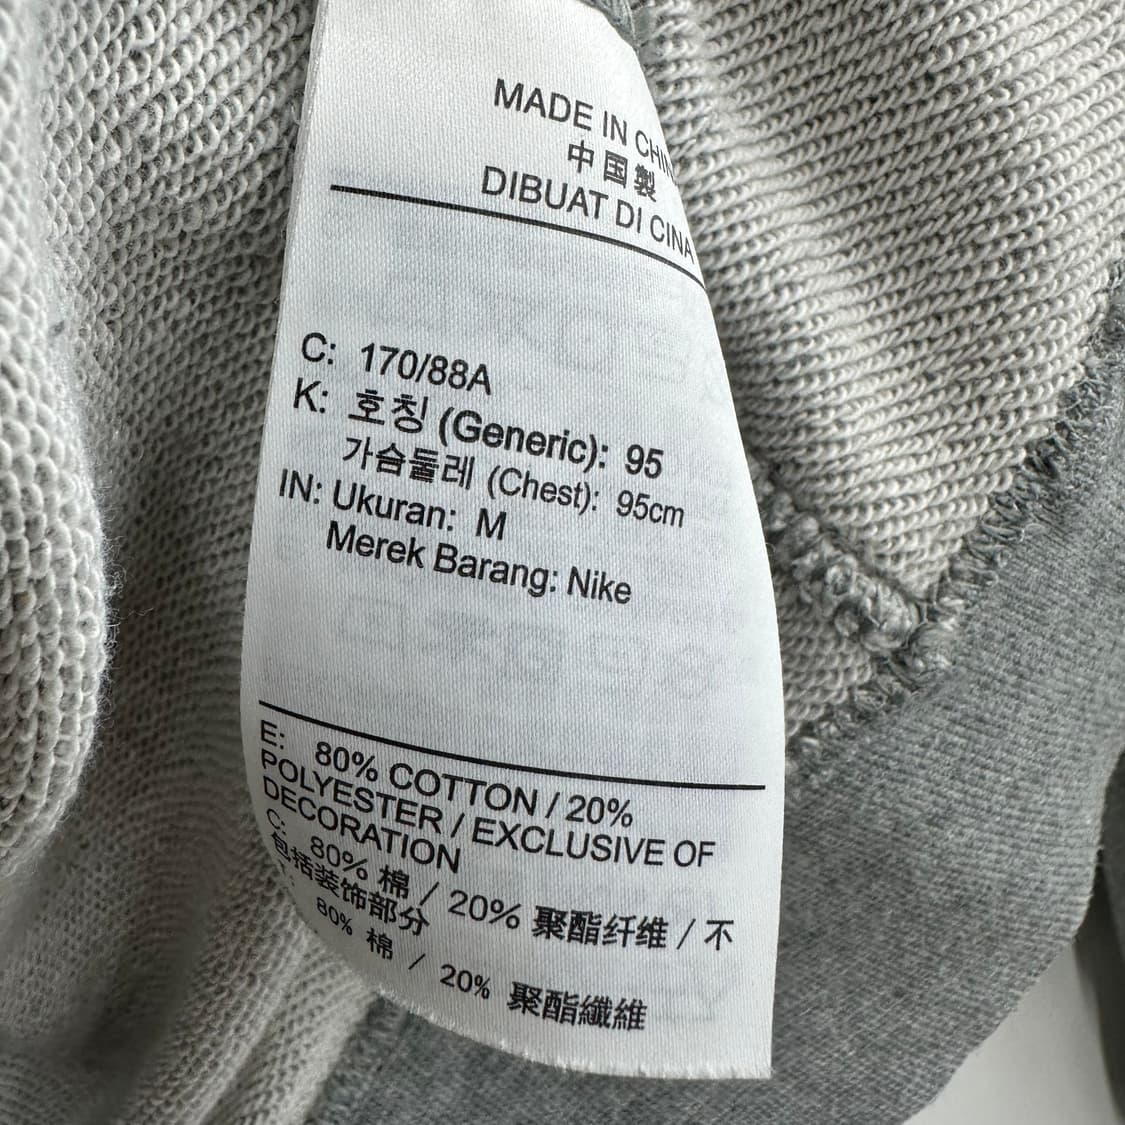 MADE IN CHIN
中国製
DIBUAT DI CINA
C: 170/88A
K: 호칭 (Generic): 95
가슴둘레 (Chest): 95cm
IN: Ukuran: M
Merek Barang: Nike
E: 80% COTTON / 20%
POLYESTER / EXCLUSIVE OF
DECORATION
C: 80% 棉 / 20% 聚酯纤维 / 不
包括装饰部分
80% 棉 / 20% 聚酯纖維